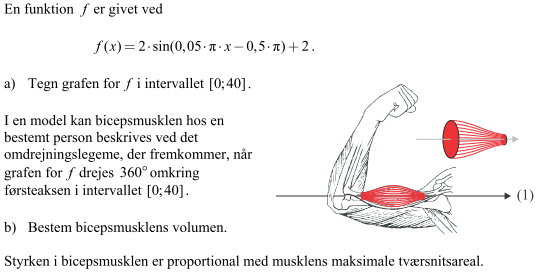 En funktion f er givet ved
f(x) = 2·sin(0,05·π·x − 0,5·π) + 2.
a) Tegn grafen for f i intervallet [0;40].
I en model kan bicepsmusklen hos en
bestemt person beskrives ved det
omdrejningslegeme, der fremkommer, når
grafen for f drejes 360° omkring
førsteaksen i intervallet [0;40].
(1)
b) Bestem bicepsmusklens volumen.
Styrken i bicepsmusklen er proportional med musklens maksimale tværsnitsareal.